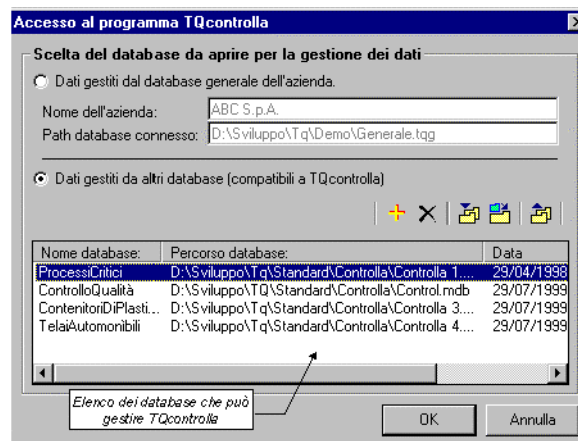 Accesso al programma TQcontrolla
Scelta del database da aprire per la gestione dei dati
Dati gestiti dal database generale dell'azienda.
Nome dell'azienda: ABC S.p.A.
Path database connesso: D:\Sviluppo\Tq\Demo\Generale.tqg
Dati gestiti da altri database (compatibili a TQcontrolla)
Nome database: Percorso database: Data
ProcessiCritici D:\Sviluppo\Tq\Standard\Controlla\Controlla 1.... 29/04/1998
ControlloQualità D:\Sviluppo\TQ\Standard\Controlla\Control.mdb 29/07/1999
ContenitoriDiPlasti... D:\Sviluppo\Tq\Standard\Controlla\Controlla 3.... 29/07/1999
TelaiAutomonibili D:\Sviluppo\Tq\Standard\Controlla\Controlla 4.... 29/07/1999
Elenco dei database che può
gestire TQcontrolla
OK Annulla